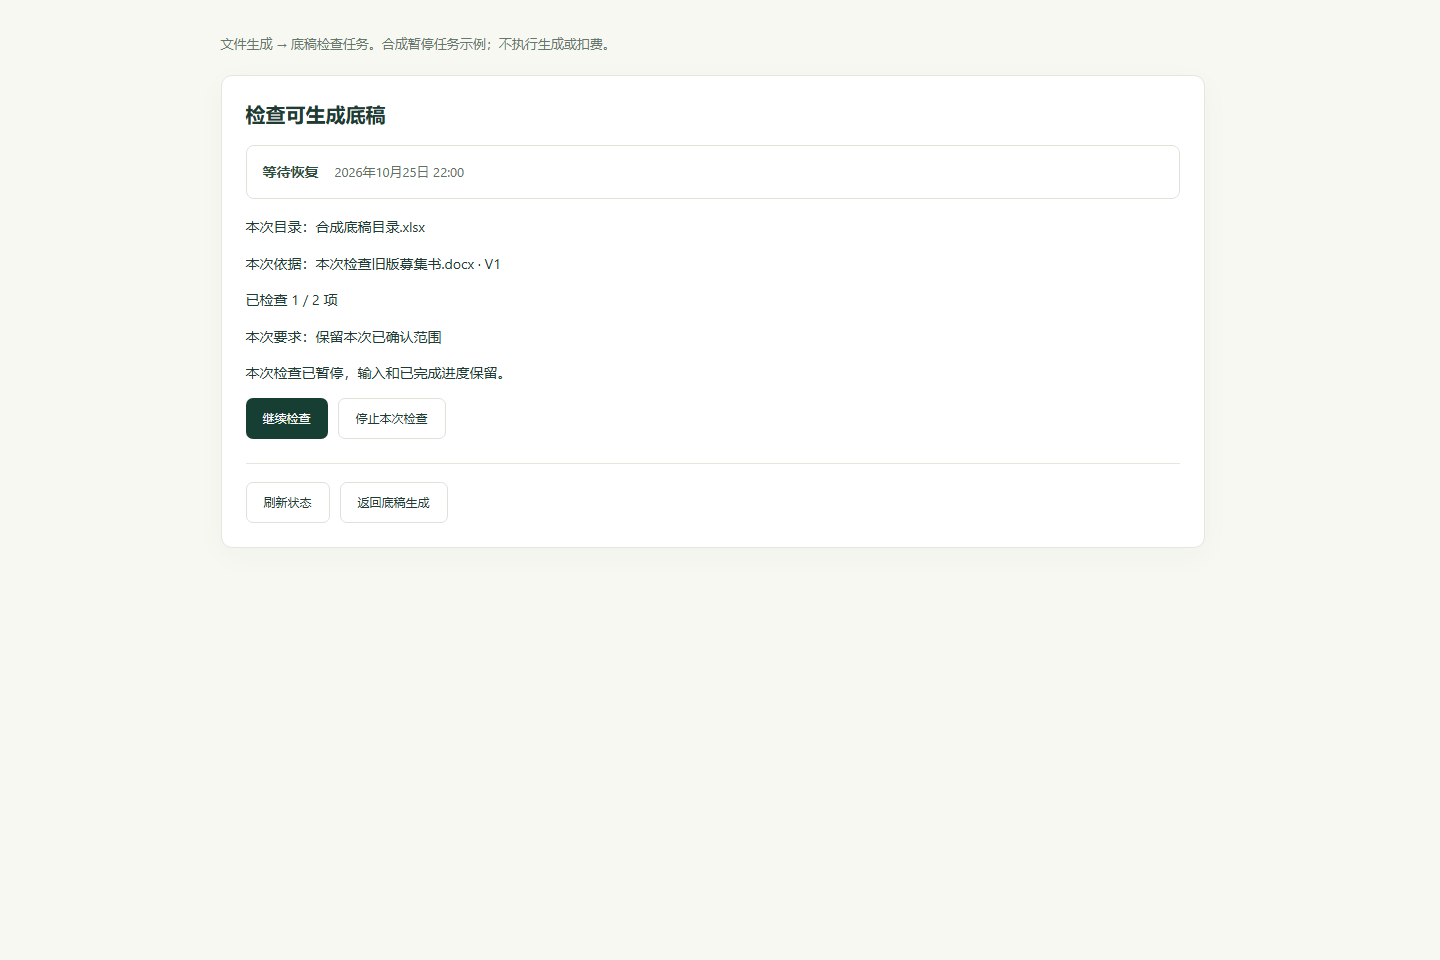 文件生成 → 底稿检查任务。合成暂停任务示例；不执行生成或扣费。
检查可生成底稿
等待恢复 2026年10月25日 22:00
本次目录：合成底稿目录.xlsx
本次依据：本次检查旧版募集书.docx · V1
已检查 1 / 2 项
本次要求：保留本次已确认范围
本次检查已暂停，输入和已完成进度保留。
继续检查 停止本次检查
刷新状态 返回底稿生成